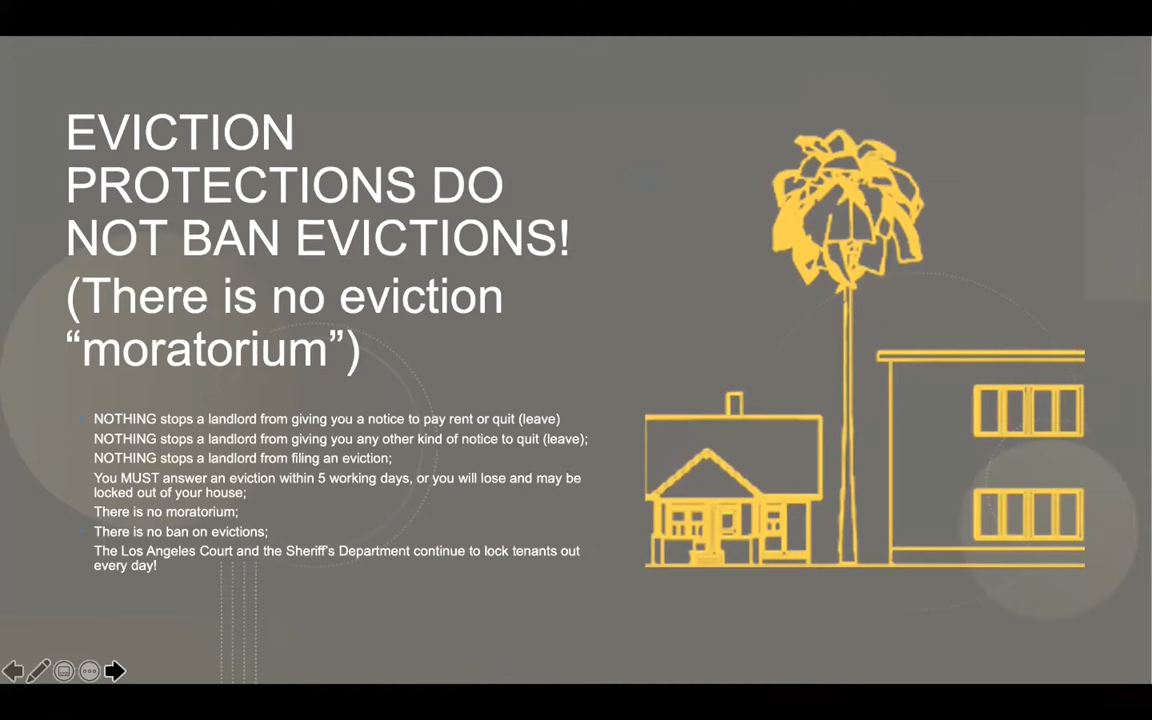 EVICTION
PROTECTIONS DO
NOT BAN EVICTIONS!
(There is no eviction
“moratorium”)
NOTHING stops a landlord from giving you a notice to pay rent or quit (leave)
NOTHING stops a landlord from giving you any other kind of notice to quit (leave);
NOTHING stops a landlord from filing an eviction;
You MUST answer an eviction within 5 working days, or you will lose and may be
locked out of your house;
There is no moratorium;
There is no ban on evictions;
The Los Angeles Court and the Sheriff’s Department continue to lock tenants out
every day!